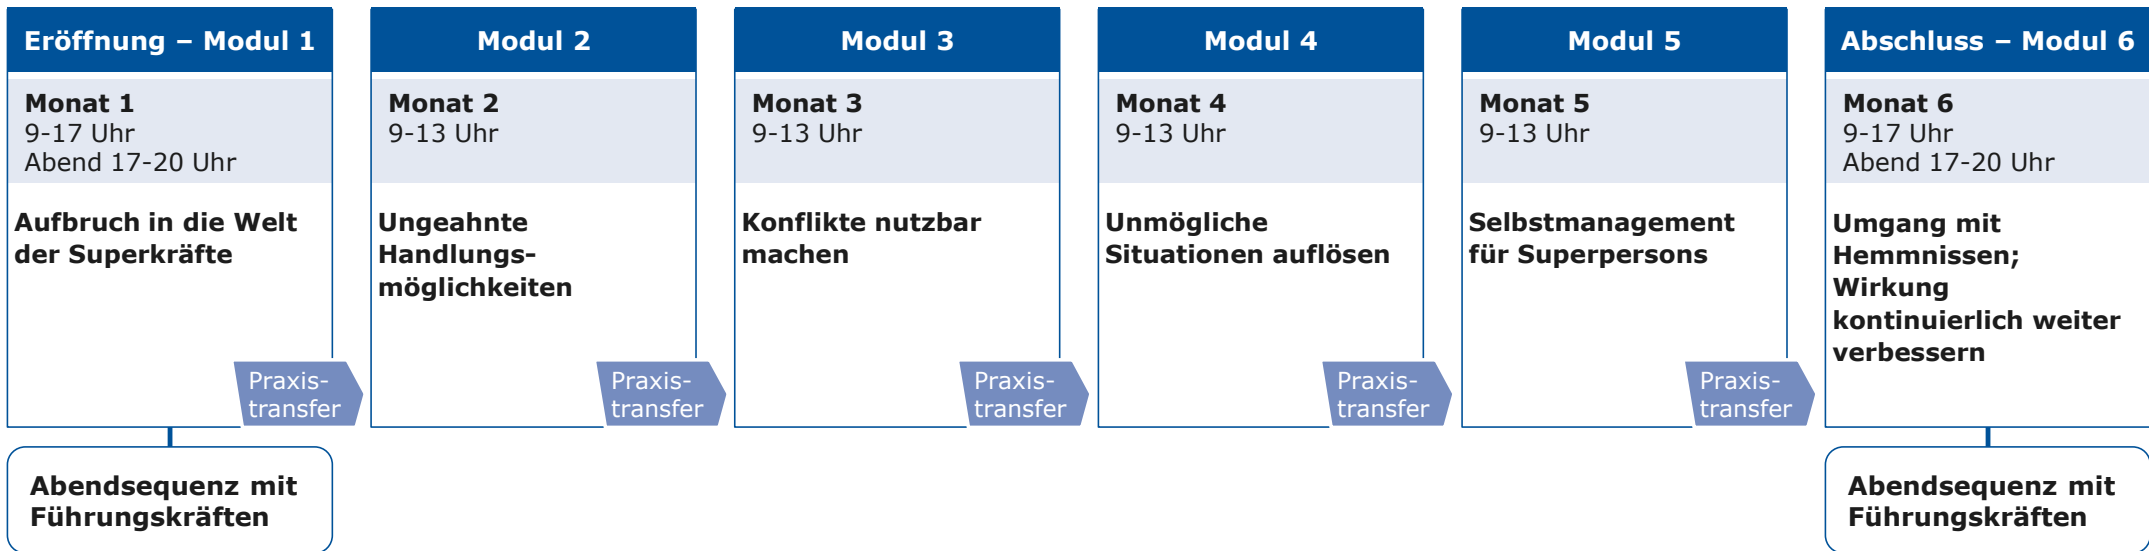 Eröffnung – Modul 1
Monat 1
9-17 Uhr
Abend 17-20 Uhr
Aufbruch in die Welt
der Superkräfte
Praxis-
transfer
Abendsequenz mit
Führungskräften
Modul 2
Monat 2
9-13 Uhr
Ungeahnte
Handlungs-
möglichkeiten
Praxis-
transfer
Modul 3
Monat 3
9-13 Uhr
Konflikte nutzbar
machen
Praxis-
transfer
Modul 4
Monat 4
9-13 Uhr
Unmögliche
Situationen auflösen
Praxis-
transfer
Modul 5
Monat 5
9-13 Uhr
Selbstmanagement
für Superpersons
Praxis-
transfer
Abschluss – Modul 6
Monat 6
9-17 Uhr
Abend 17-20 Uhr
Umgang mit
Hemmnissen;
Wirkung
kontinuierlich weiter
verbessern
Abendsequenz mit
Führungskräften